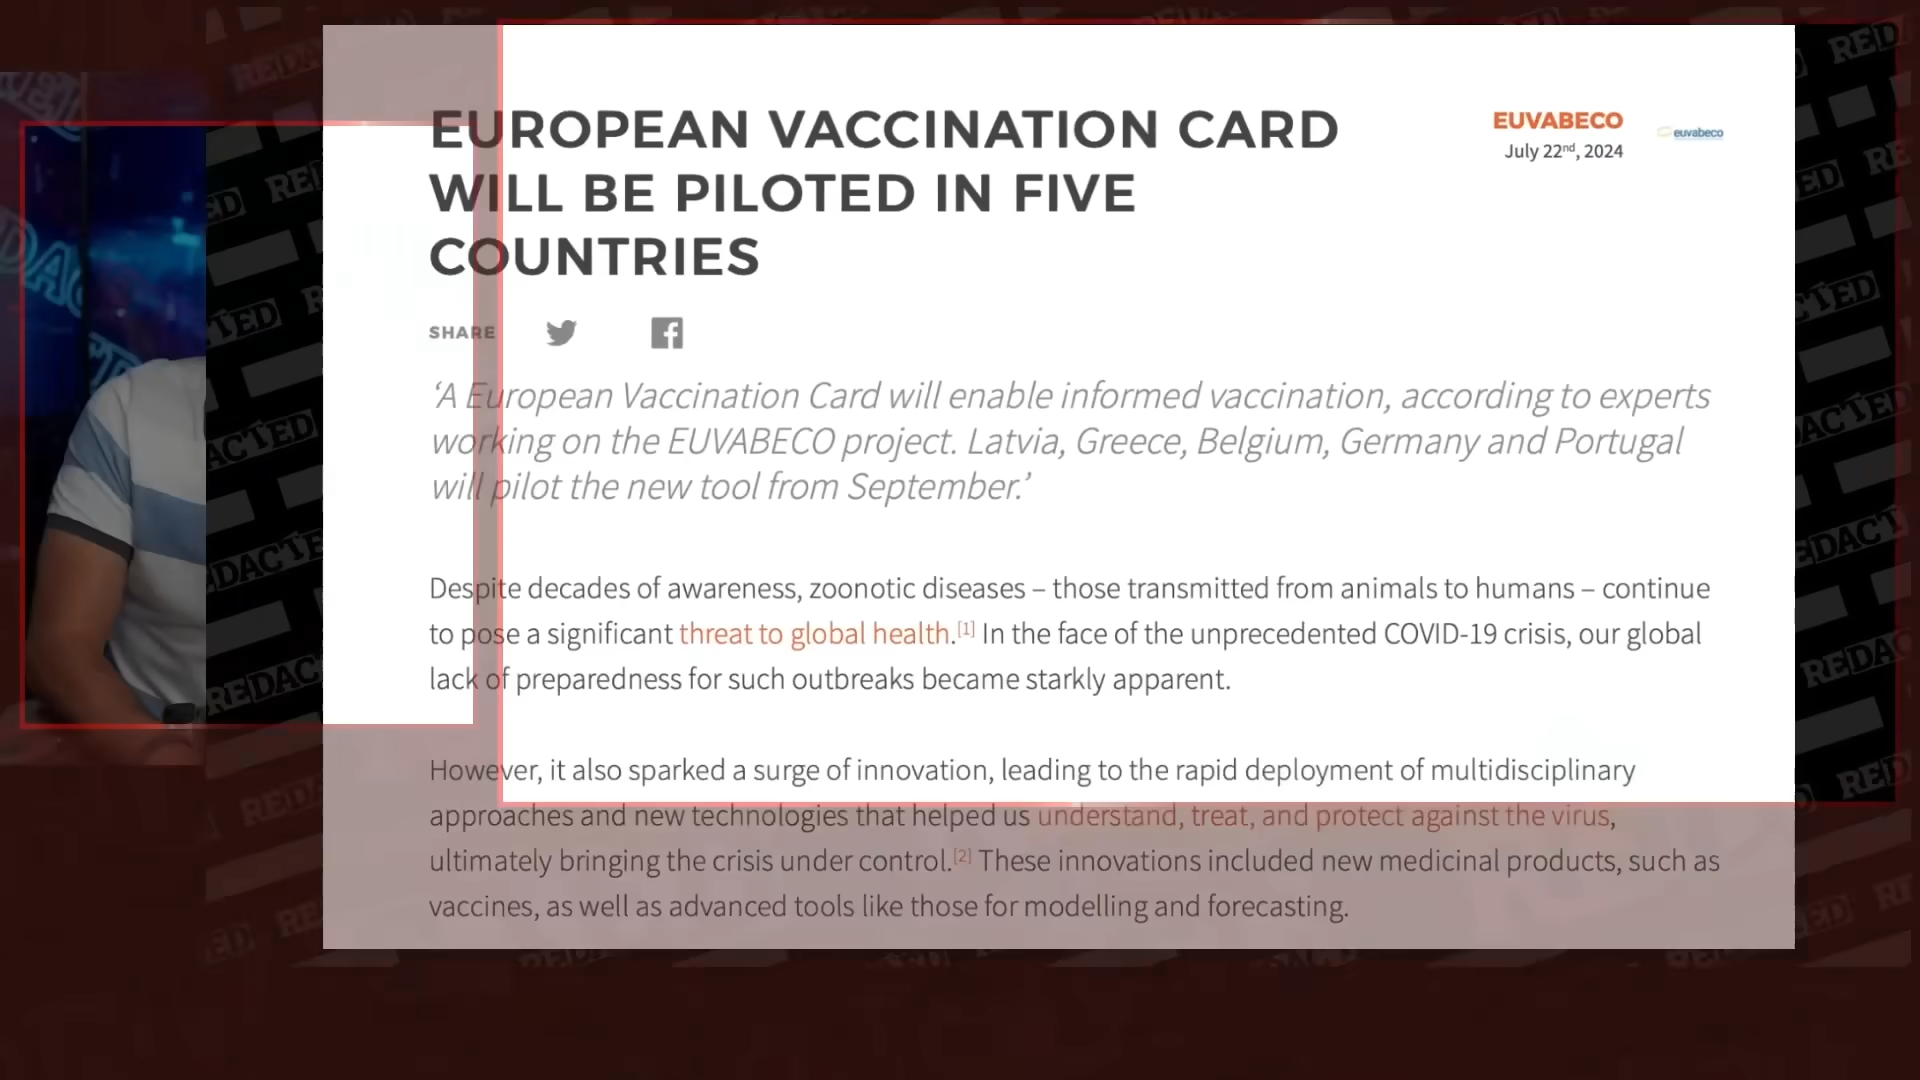 EUROPEAN VACCINATION CARD
WILL BE PILOTED IN FIVE
COUNTRIES
EUVABECO
July 22nd, 2024
euvabeco
SHARE
‘A European Vaccination Card will enable informed vaccination, according to experts
working on the EUVABECO project. Latvia, Greece, Belgium, Germany and Portugal
will pilot the new tool from September.’
Despite decades of awareness, zoonotic diseases – those transmitted from animals to humans – continue
to pose a significant threat to global health.[1] In the face of the unprecedented COVID-19 crisis, our global
lack of preparedness for such outbreaks became starkly apparent.
However, it also sparked a surge of innovation, leading to the rapid deployment of multidisciplinary
approaches and new technologies that helped us understand, treat, and protect against the virus,
ultimately bringing the crisis under control.[2] These innovations included new medicinal products, such as
vaccines, as well as advanced tools like those for modelling and forecasting.